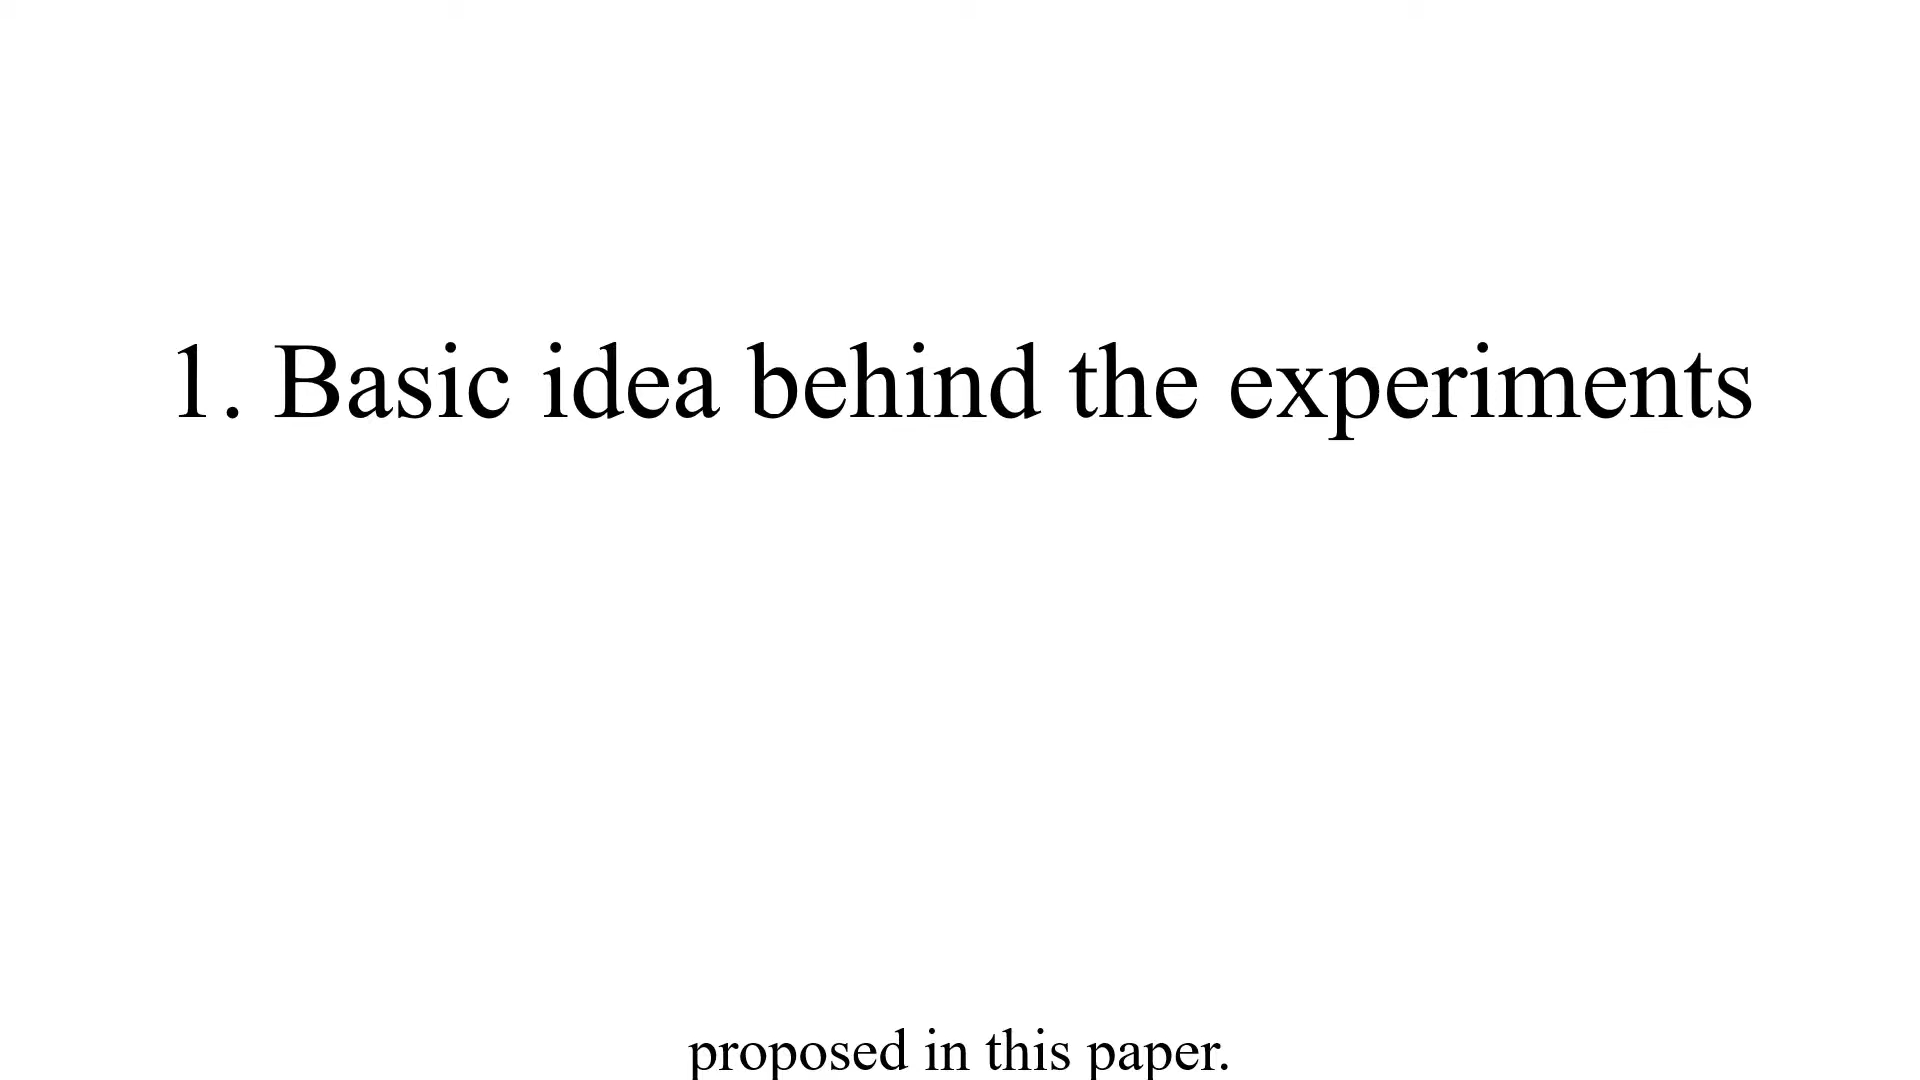 1. Basic idea behind the experiments
proposed in this paper.